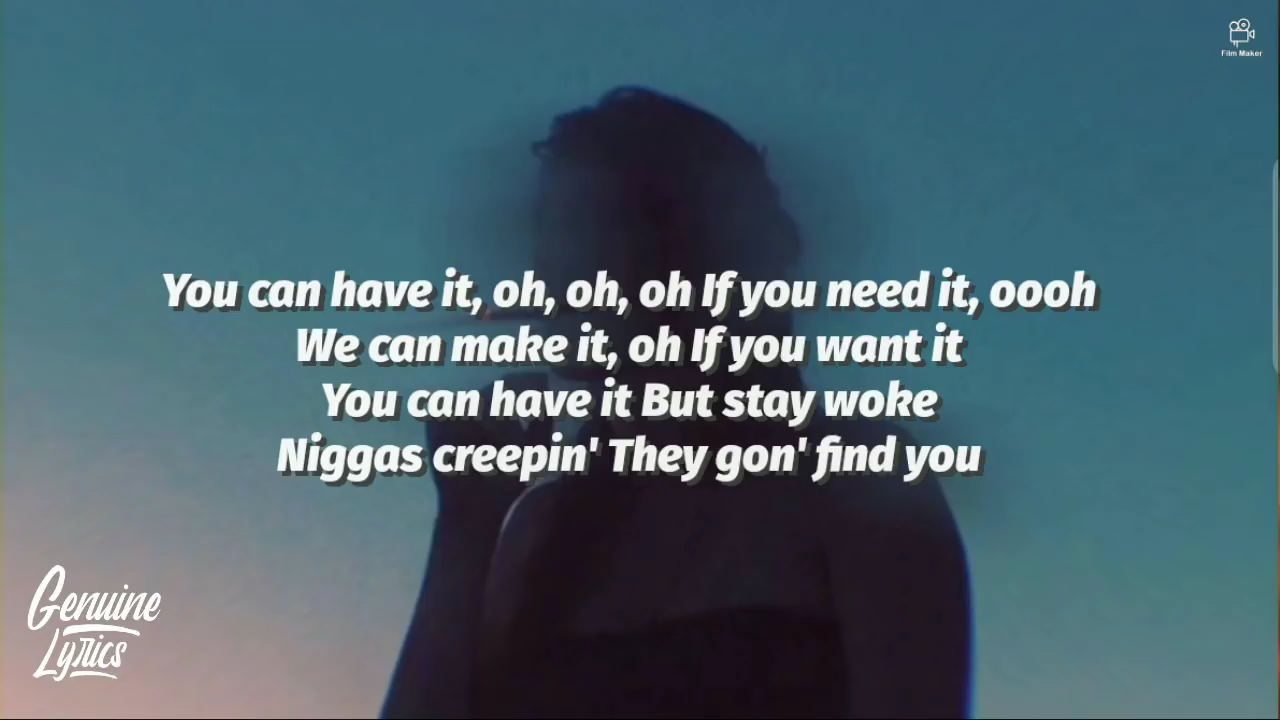 Film Maker
You can have it, oh, oh, oh If you need it, oooh
We can make it, oh If you want it
You can have it But stay woke
Niggas creepin' They gon' find you
Genuine
Lyrics